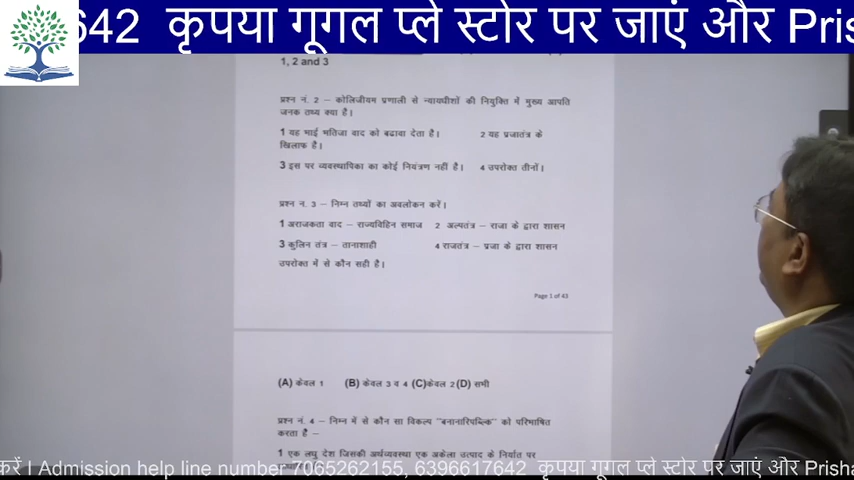 642 कृपया गूगल प्ले स्टोर पर जाएं और Pris
1, 2 and 3
प्रश्न नं. 2 – कोलिजीयम प्रणाली से न्यायधीशों की नियुक्ति में मुख्य आपति
जनक तथ्य क्या है।
1 यह भाई भतिजा वाद को बढावा देता है। 2 यह प्रजातंत्र के
खिलाफ है।
3 इस पर व्यवस्थापिका का कोई नियंत्रण नहीं है। 4 उपरोक्त तीनों।
प्रश्न नं. 3 – निम्न तथ्यों का अवलोकन करें।
1 अराजकता वाद – राज्यविहिन समाज 2 अल्पतंत्र – राजा के द्वारा शासन
3 कुलिन तंत्र – तानाशाही 4 राजतंत्र – प्रजा के द्वारा शासन
उपरोक्त में से कौन सही है।
Page 1 of 43
(A) केवल 1 (B) केवल 3 व 4 (C)केवल 2 (D) सभी
प्रश्न नं. 4 – निम्न में से कौन सा विकल्प "बनानारिपब्लिक" को परिभाषित
करता है –
1 एक लघु देश जिसकी अर्थव्यवस्था एक अकेला उत्पाद के निर्यात पर
करें । Admission help line number 7065262155, 6396617642 कृपया गूगल प्ले स्टोर पर जाएं और Prisha